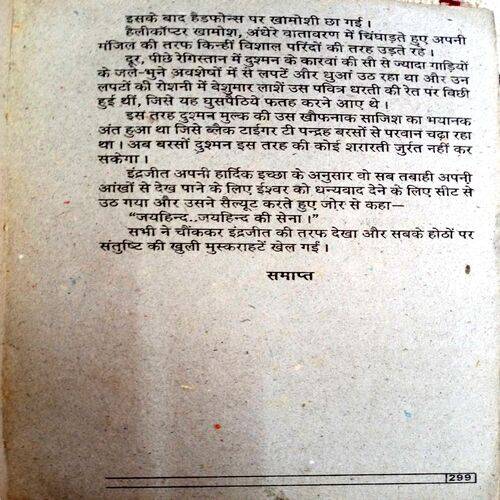 इसके बाद हैडफोन्स पर खामोशी छा गई ।
हेलीकॉप्टर खामोश, अंधेरे वातावरण में चिंघाड़ते हुए अपनी
मंजिल की तरफ किन्हीं विशाल परिंदों की तरह उड़ते रहे ।
दूर, पीछे रेगिस्तान में दुश्मन के कारवां की सौ से ज्यादा गाड़ियों
के जले-भुने अवशेषों में से लपटें और धुआं उठ रहा था और उन
लपटों की रोशनी में बेशुमार लाशें उस पवित्र धरती की रेत पर बिछी
हुई थीं, जिसे यह घुसपैठिये फतह करने आए थे ।
इस तरह दुश्मन मुल्क की उस खौफनाक साजिश का भयानक
अंत हुआ था जिसे ब्लैक टाईगर टी पन्द्रह बरसों से परवान चढ़ा रहा
था । अब बरसों दुश्मन इस तरह की कोई शरारती जुर्रत नहीं कर
सकेगा ।
इंद्रजीत अपनी हार्दिक इच्छा के अनुसार वो सब तबाही अपनी
आंखों से देख पाने के लिए ईश्वर को धन्यवाद देने के लिए सीट से
उठ गया और उसने सैल्यूट करते हुए जोर से कहा—
"जयहिन्द..जयहिन्द की सेना ।"
सभी ने चौंककर इंद्रजीत की तरफ देखा और सबके होठों पर
संतुष्टि की खुली मुस्कराहटें खेल गईं ।
समाप्त
299